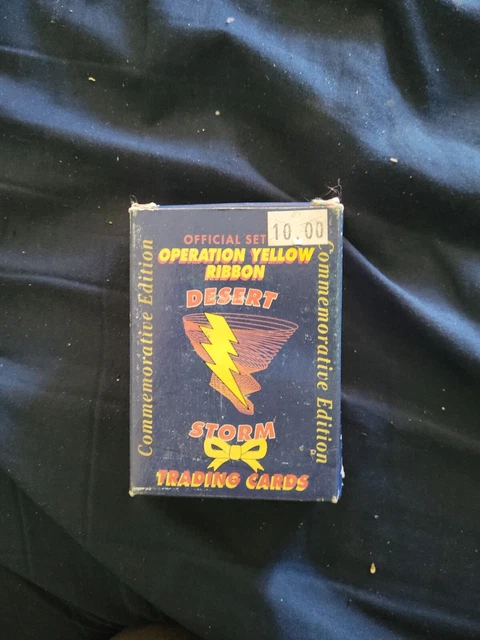 10.00
OFFICIAL SET
OPERATION YELLOW
RIBBON
DESERT
STORM
TRADING CARDS
Commemorative Edition
Commemorative Edition